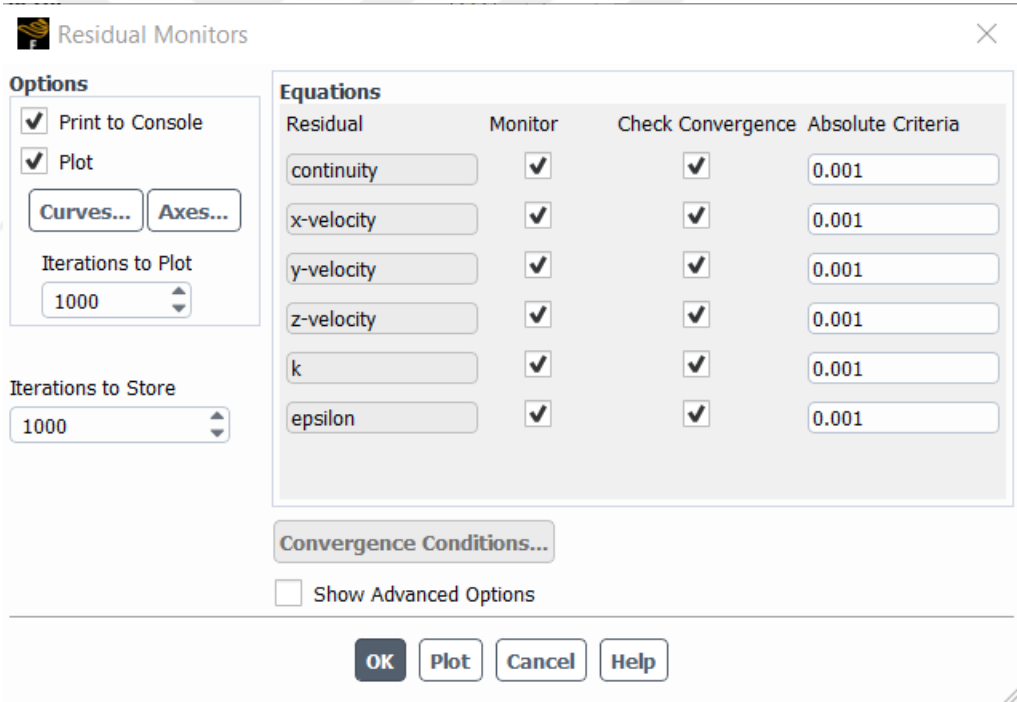 Residual Monitors
Options
Print to Console
Plot
Curves... Axes...
Iterations to Plot
1000
Iterations to Store
1000
Equations
Residual Monitor Check Convergence Absolute Criteria
continuity 0.001
x-velocity 0.001
y-velocity 0.001
z-velocity 0.001
k 0.001
epsilon 0.001
Convergence Conditions...
Show Advanced Options
OK Plot Cancel Help